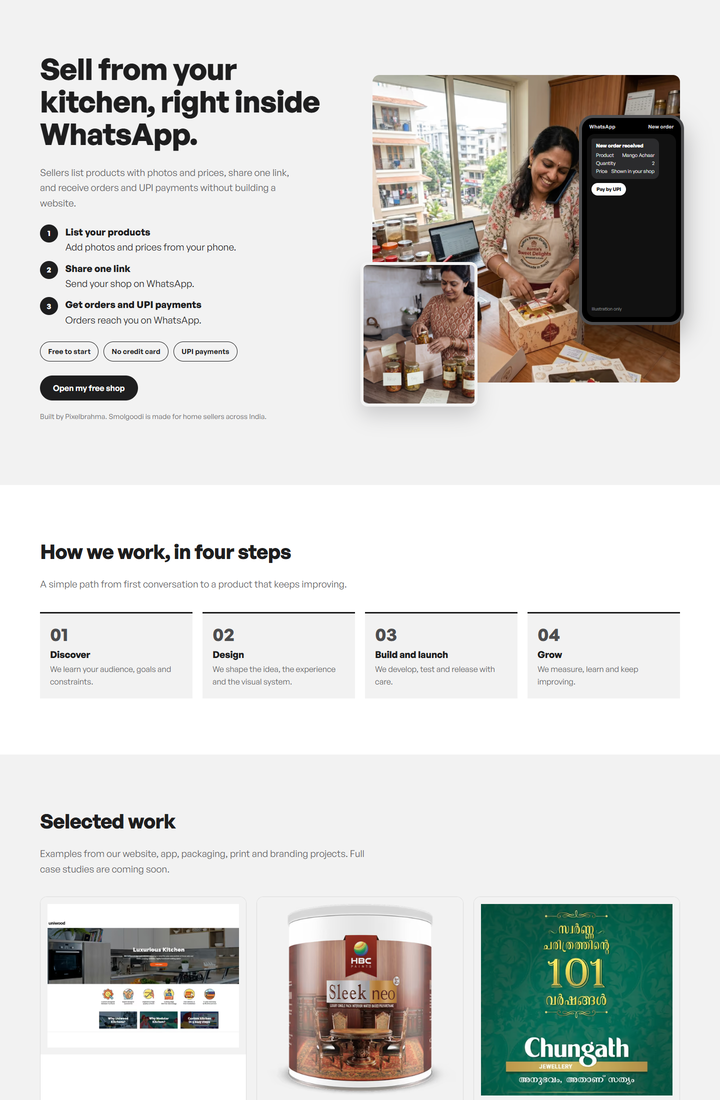 Sell from your
kitchen, right inside
WhatsApp.
Sellers list products with photos and prices, share one link,
and receive orders and UPI payments without building a
website.
1 List your products
Add photos and prices from your phone.
2 Share one link
Send your shop on WhatsApp.
3 Get orders and UPI payments
Orders reach you on WhatsApp.
Free to start
No credit card
UPI payments
Open my free shop
Built by Pixelbrahma. Smolgoodi is made for home sellers across India.
WhatsApp New order
New order received
Product Mango Achaar
Quantity 2
Price Shown in your shop
Pay by UPI
Illustration only
Sweet Delights
How we work, in four steps
A simple path from first conversation to a product that keeps improving.
01
Discover
We learn your audience, goals and
constraints.
02
Design
We shape the idea, the experience
and the visual system.
03
Build and launch
We develop, test and release with
care.
04
Grow
We measure, learn and keep
improving.
Selected work
Examples from our website, app, packaging, print and branding projects. Full
case studies are coming soon.
Luxurious Kitchen
HBC
PAINTS
Sleek neo
സ്വർണ്ണ
ചരിത്രത്തിന്റെ
101
വർഷങ്ങൾ
Chungath
JEWELLERY
അനുഭവം, അതാണ് സത്യം